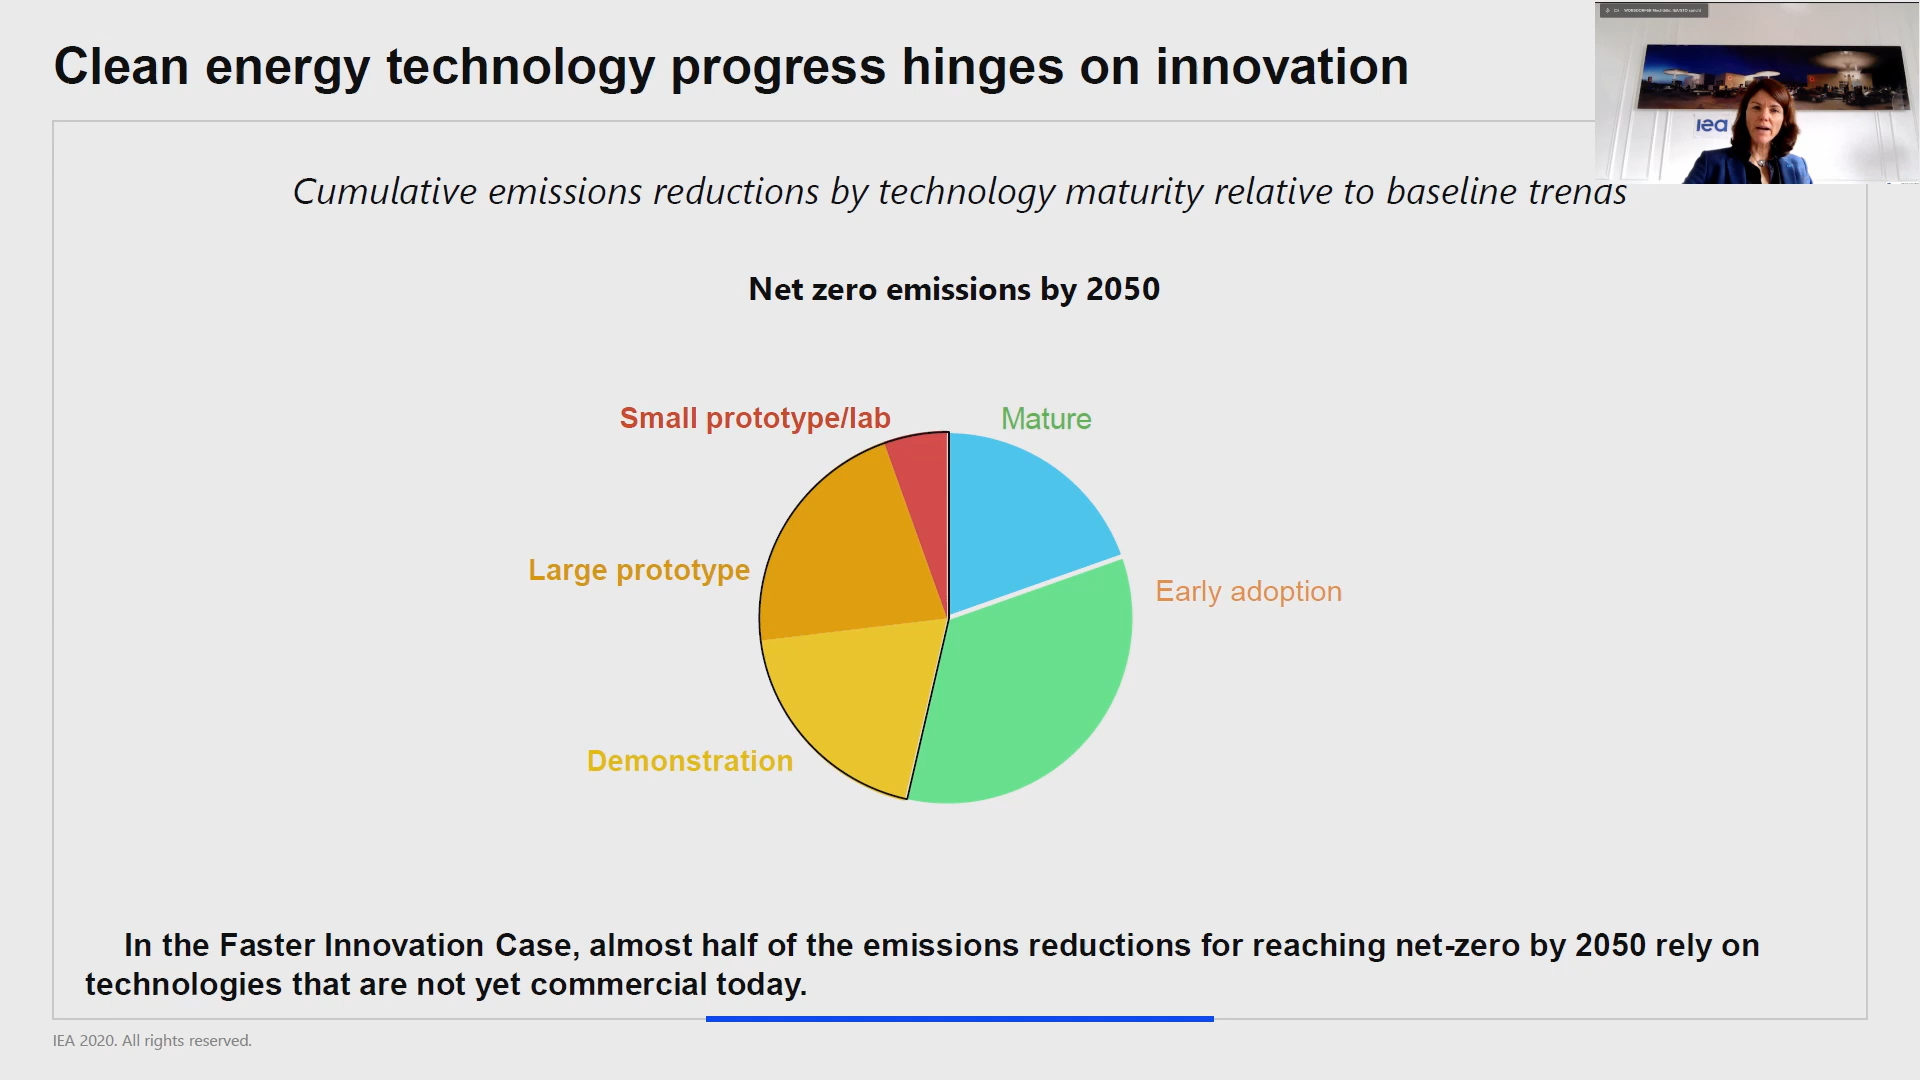 Clean energy technology progress hinges on innovation
iea
Cumulative emissions reductions by technology maturity relative to baseline trends
Net zero emissions by 2050
Small prototype/lab
Mature
Large prototype
Early adoption
Demonstration
In the Faster Innovation Case, almost half of the emissions reductions for reaching net-zero by 2050 rely on
technologies that are not yet commercial today.
IEA 2020. All rights reserved.